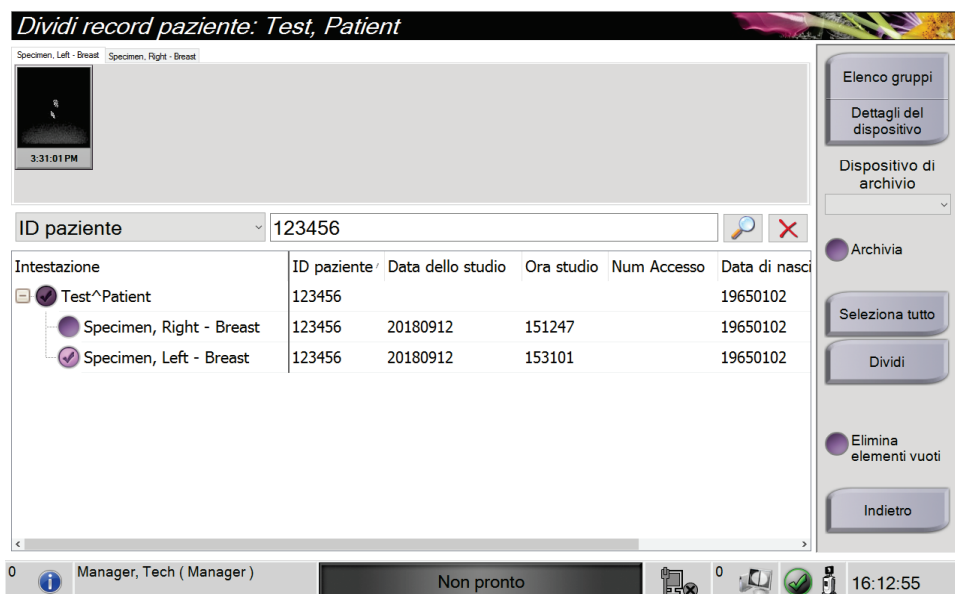 Dividi record paziente: Test, Patient
Specimen, Left - Breast Specimen, Right - Breast
3:31:01 PM
ID paziente 123456
Intestazione ID paziente Data dello studio Ora studio Num Accesso Data di nasci
Test^Patient 123456 19650102
Specimen, Right - Breast 123456 20180912 151247 19650102
Specimen, Left - Breast 123456 20180912 153101 19650102
Elenco gruppi
Dettagli del
dispositivo
Dispositivo di
archivio
Archivia
Seleziona tutto
Dividi
Elimina
elementi vuoti
Indietro
0 Manager, Tech ( Manager ) Non pronto 0 16:12:55